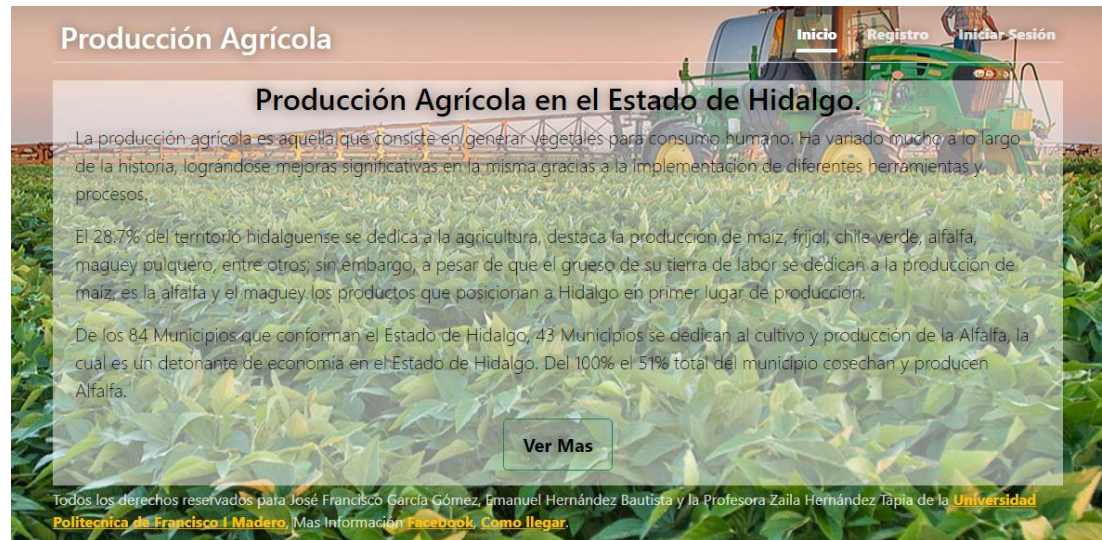 Producción Agrícola
Inicio Registro Iniciar Sesión
Producción Agrícola en el Estado de Hidalgo.
La producción agrícola es aquella que consiste en generar vegetales para consumo humano. Ha variado mucho a lo largo
de la historia, lográndose mejoras significativas en la misma gracias a la implementación de diferentes herramientas y
procesos.
El 28.7% del territorio hidalguense se dedica a la agricultura, destaca la producción de maíz, frijol, chile verde, alfalfa,
maguey pulquero, entre otros; sin embargo, a pesar de que el grueso de su tierra de labor se dedican a la producción de
maíz, es la alfalfa y el maguey los productos que posicionan a Hidalgo en primer lugar de producción.
De los 84 Municipios que conforman el Estado de Hidalgo, 43 Municipios se dedican al cultivo y producción de la Alfalfa, la
cual es un detonante de economía en el Estado de Hidalgo. Del 100% el 51% total del municipio cosechan y producen
Alfalfa.
Ver Mas
Todos los derechos reservados para José Francisco García Gómez, Emanuel Hernández Bautista y la Profesora Zaila Hernández Tapia de la Universidad
Politecnica de Francisco I Madero, Mas Información Facebook, Como llegar.